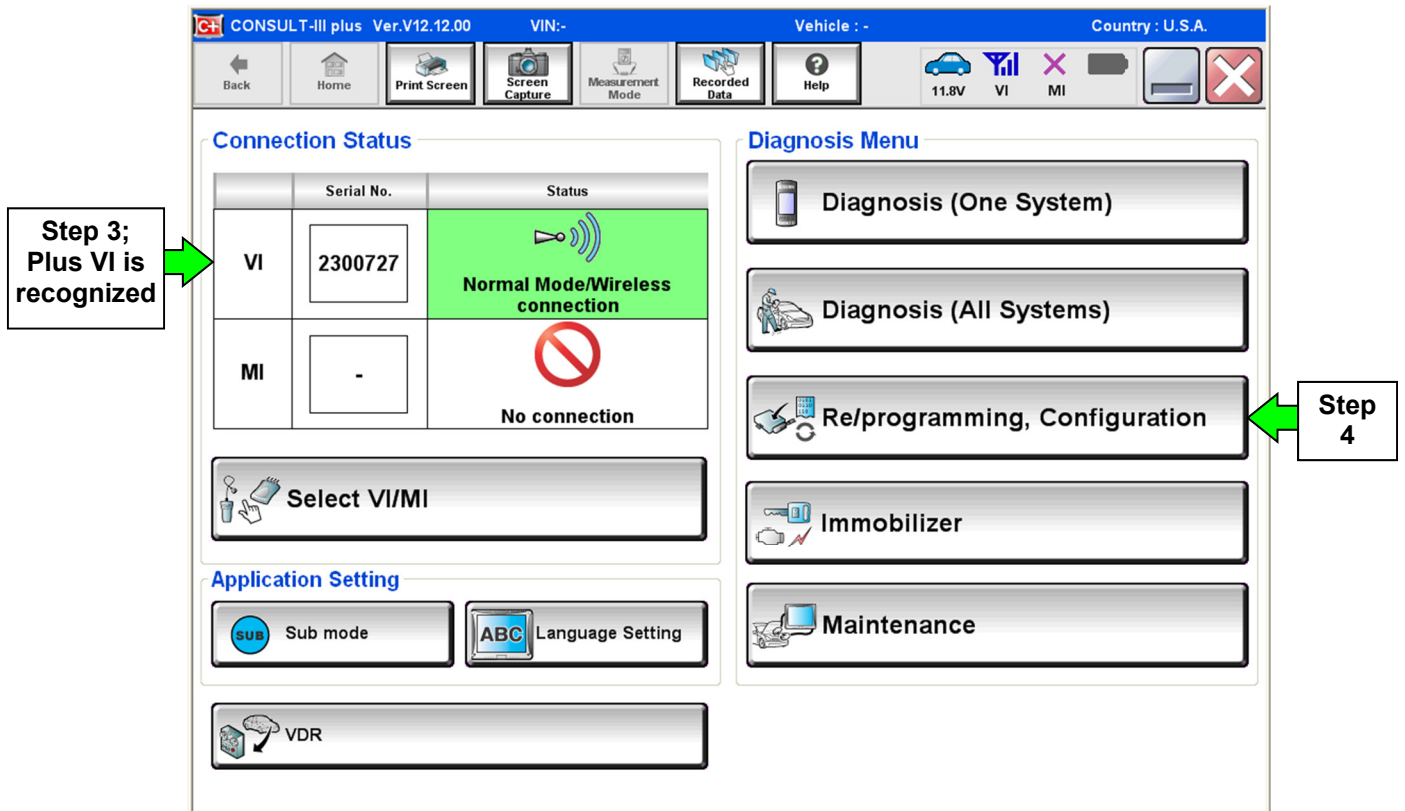 C+ CONSULT-III plus Ver.V12.12.00 VIN:- Vehicle : - Country : U.S.A.
Back
Home
Print Screen
Screen
Capture
Measurement
Mode
Recorded
Data
Help
11.8V VI MI
Connection Status
Serial No. Status
VI 2300727 Normal Mode/Wireless
connection
MI - No connection
Select VI/MI
Application Setting
SUB Sub mode
ABC Language Setting
VDR
Diagnosis Menu
Diagnosis (One System)
Diagnosis (All Systems)
Re/programming, Configuration
Immobilizer
Maintenance
Step 3;
Plus VI is
recognized
Step
4